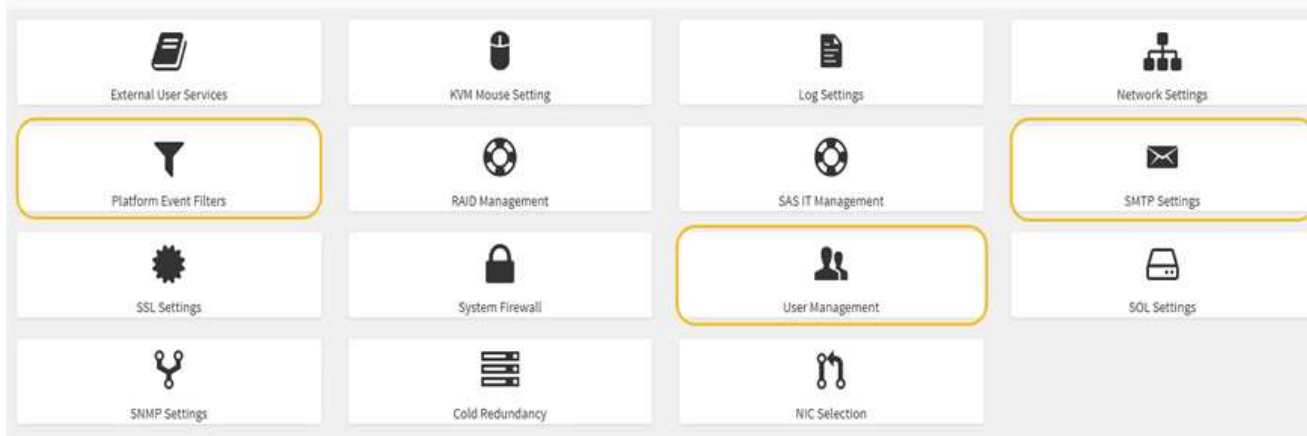 External User Services
KVM Mouse Setting
Log Settings
Network Settings
Platform Event Filters
RAID Management
SAS IT Management
SMTP Settings
SSL Settings
System Firewall
User Management
SOL Settings
SNMP Settings
Cold Redundancy
NIC Selection